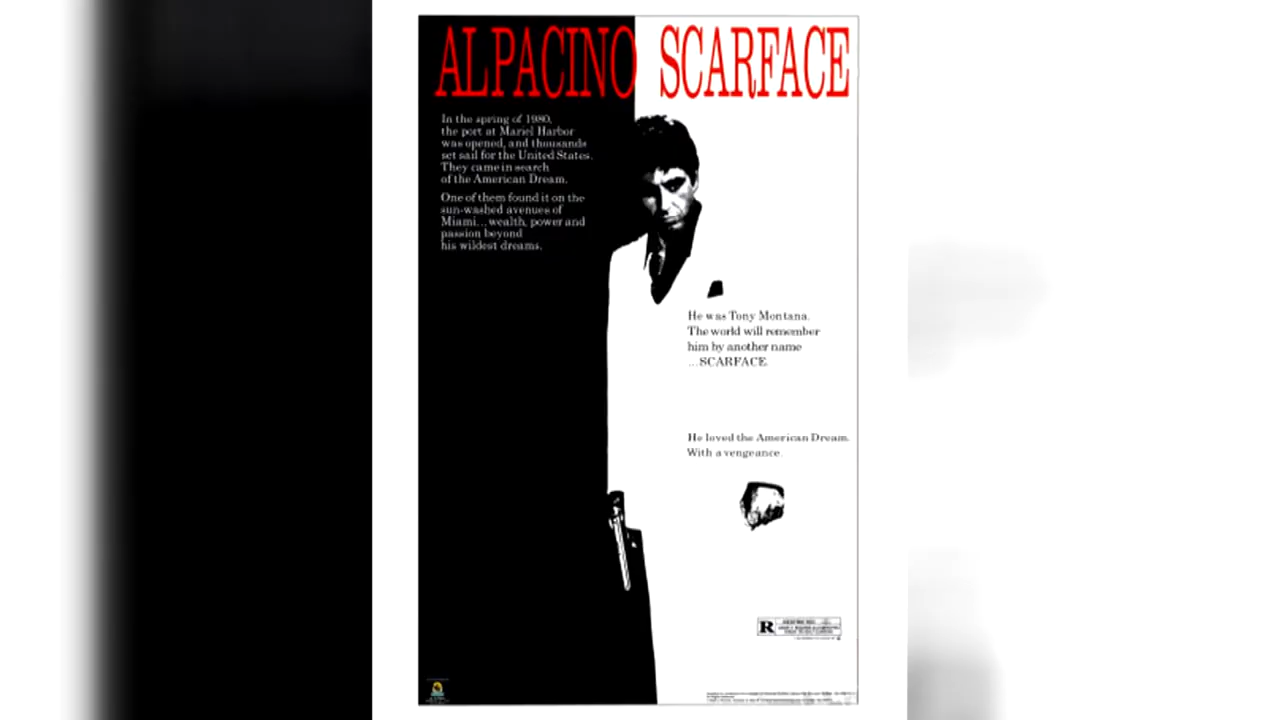 AL PACINO SCARFACE
In the spring of 1980,
the port at Mariel Harbor
was opened, and thousands
set sail for the United States.
They came in search
of the American Dream.
One of them found it on the
sun-washed avenues of
Miami...wealth, power and
passion beyond
his wildest dreams.
He was Tony Montana.
The world will remember
him by another name
...SCARFACE.
He loved the American Dream.
With a vengeance.
R